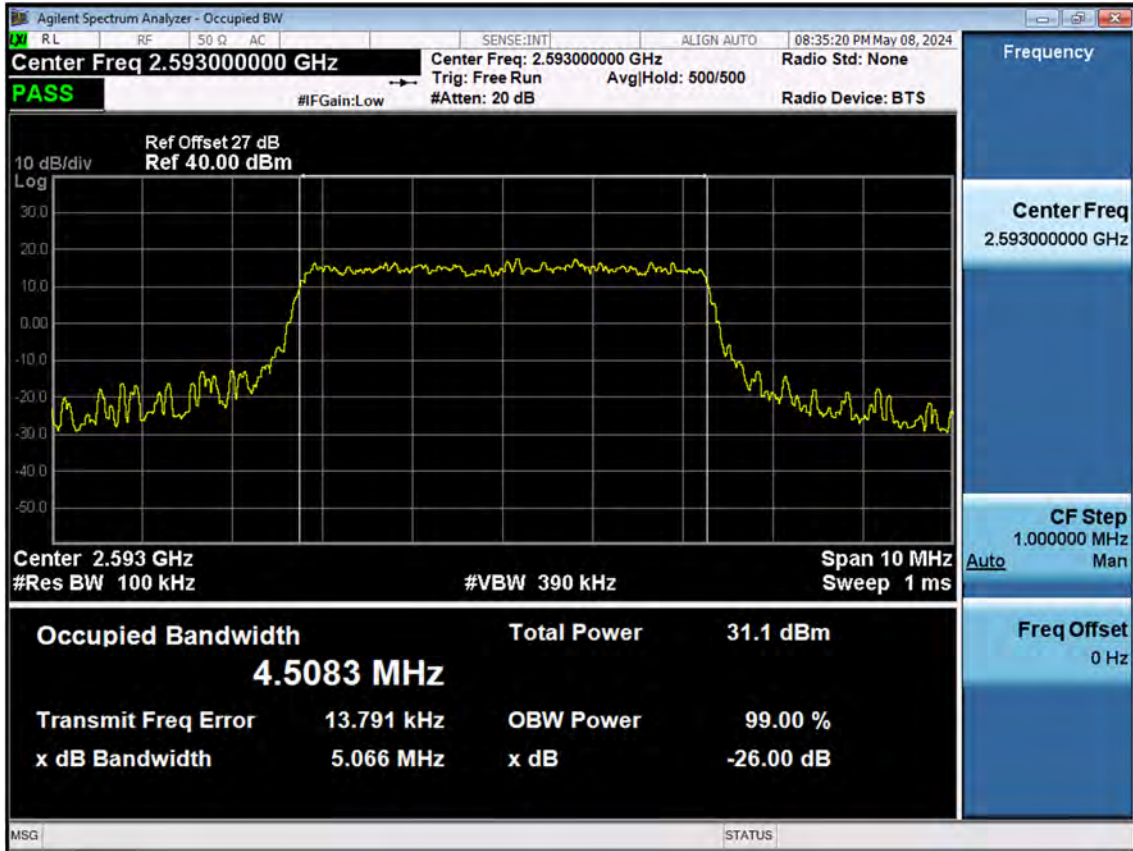 Agilent Spectrum Analyzer - Occupied BW
LXI RL RF 50 Ω AC SENSE:INT ALIGN AUTO 08:35:20 PM May 08, 2024
Center Freq 2.593000000 GHz
Center Freq: 2.593000000 GHz
Radio Std: None
Trig: Free Run Avg|Hold: 500/500
PASS
#IFGain:Low
#Atten: 20 dB
Radio Device: BTS
Ref Offset 27 dB
10 dB/div Ref 40.00 dBm
Log
30.0
20.0
10.0
0.00
-10.0
-20.0
-30.0
-40.0
-50.0
Center 2.593 GHz Span 10 MHz
#Res BW 100 kHz #VBW 390 kHz Sweep 1 ms
Occupied Bandwidth Total Power 31.1 dBm
4.5083 MHz
Transmit Freq Error 13.791 kHz OBW Power 99.00 %
x dB Bandwidth 5.066 MHz x dB -26.00 dB
MSG STATUS
Frequency
Center Freq
2.593000000 GHz
CF Step
1.000000 MHz
Auto Man
Freq Offset
0 Hz